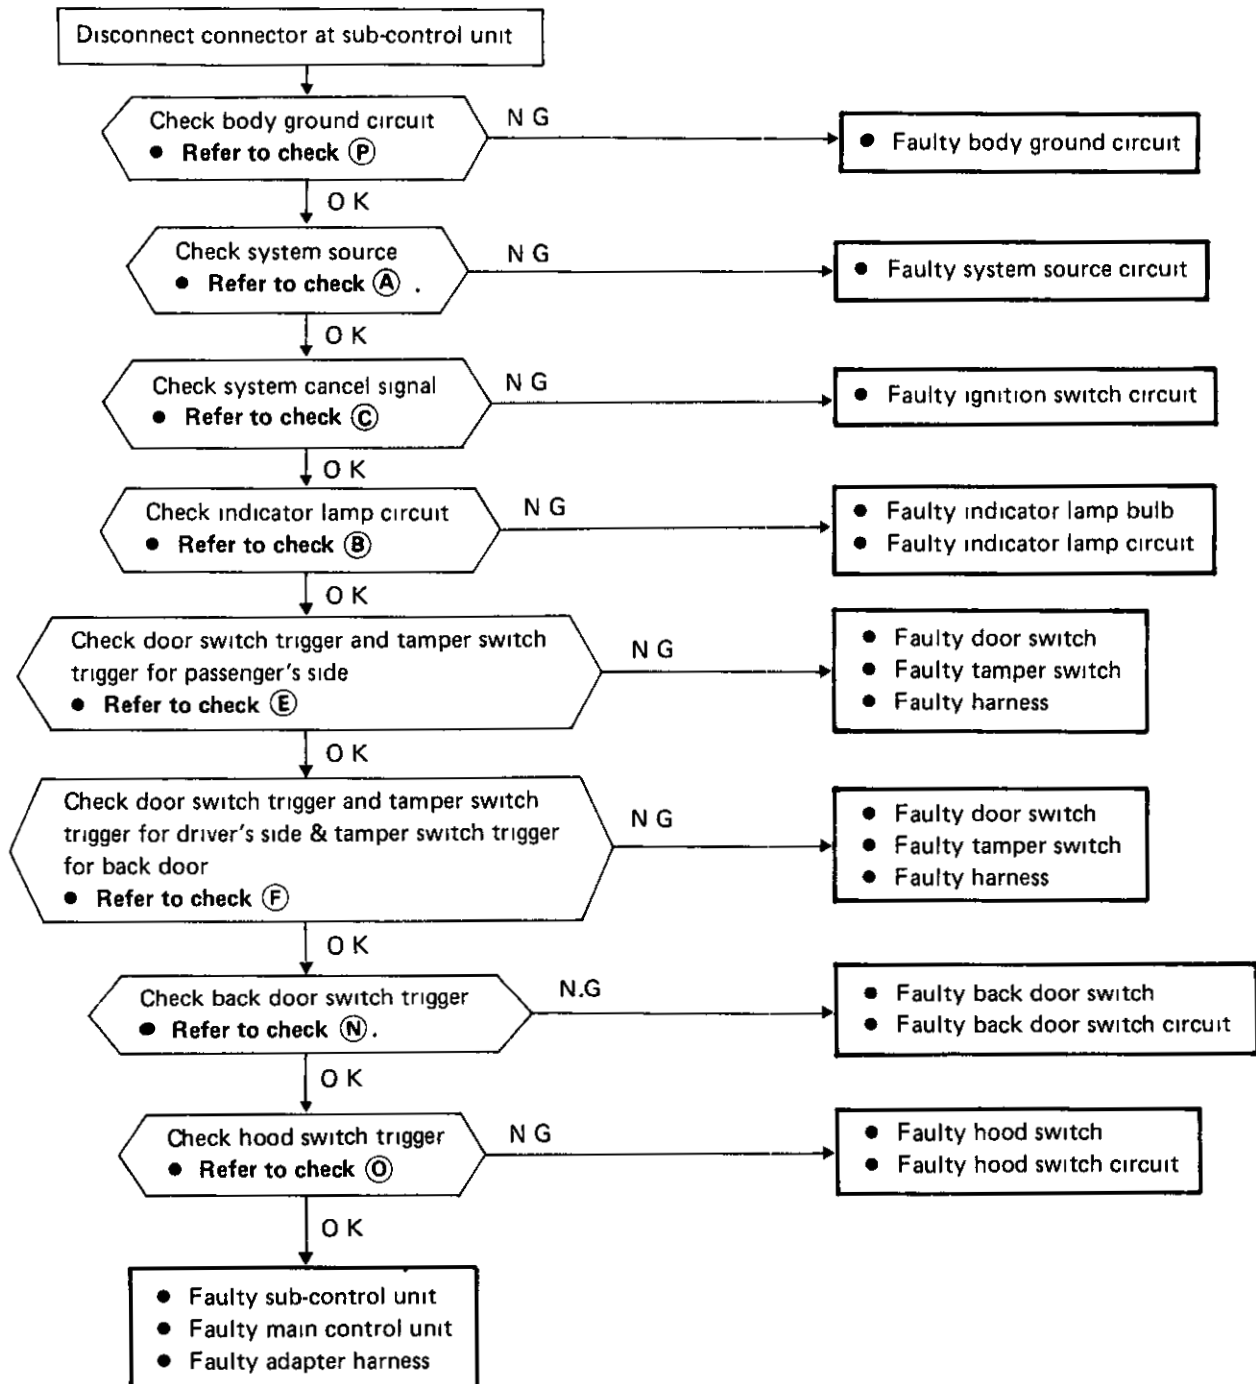 Disconnect connector at sub-control unit
Check body ground circuit
● Refer to check Ⓟ
N G
● Faulty body ground circuit
O K
Check system source
● Refer to check Ⓐ .
N G
● Faulty system source circuit
O K
Check system cancel signal
● Refer to check Ⓒ
N G
● Faulty ignition switch circuit
O K
Check indicator lamp circuit
● Refer to check Ⓑ
N G
● Faulty indicator lamp bulb
● Faulty indicator lamp circuit
O K
Check door switch trigger and tamper switch
trigger for passenger's side
● Refer to check Ⓔ
N G
● Faulty door switch
● Faulty tamper switch
● Faulty harness
O K
Check door switch trigger and tamper switch
trigger for driver's side & tamper switch trigger
for back door
● Refer to check Ⓕ
N G
● Faulty door switch
● Faulty tamper switch
● Faulty harness
O K
Check back door switch trigger
● Refer to check Ⓝ.
N.G
● Faulty back door switch
● Faulty back door switch circuit
O K
Check hood switch trigger
● Refer to check Ⓞ
N G
● Faulty hood switch
● Faulty hood switch circuit
O K
● Faulty sub-control unit
● Faulty main control unit
● Faulty adapter harness